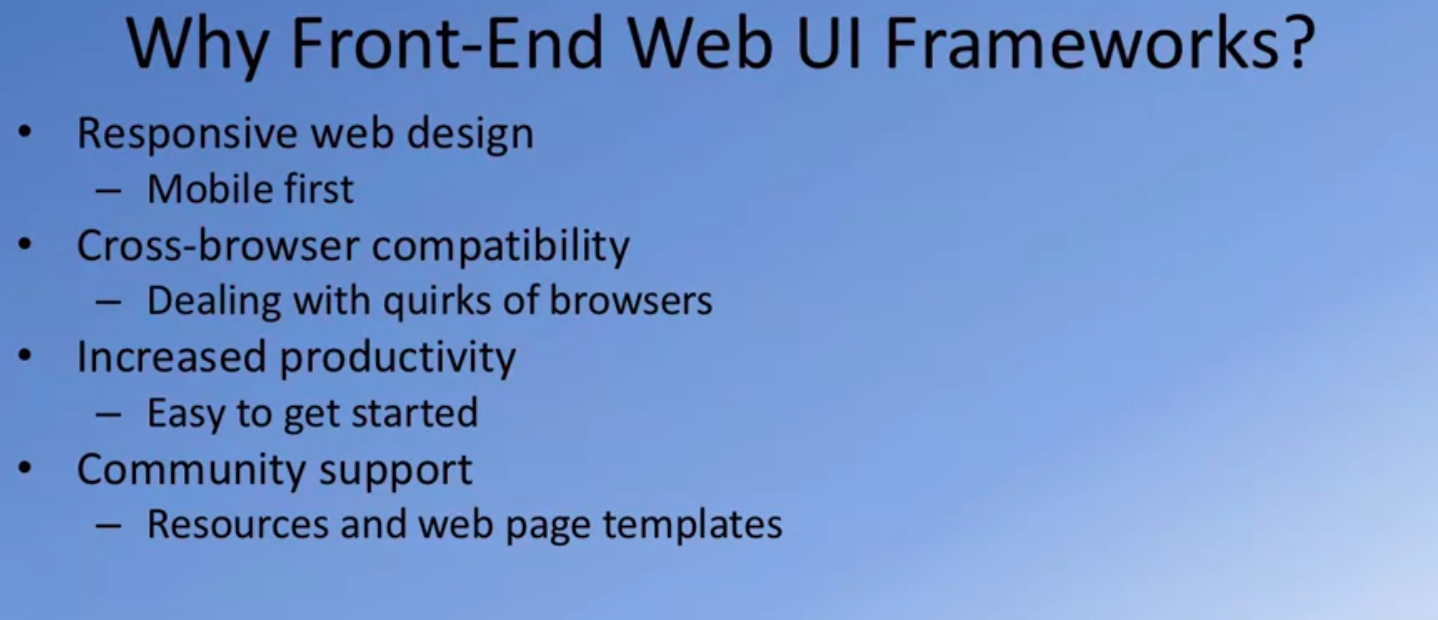 Why Front-End Web UI Frameworks?
• Responsive web design
– Mobile first
• Cross-browser compatibility
– Dealing with quirks of browsers
• Increased productivity
– Easy to get started
• Community support
– Resources and web page templates